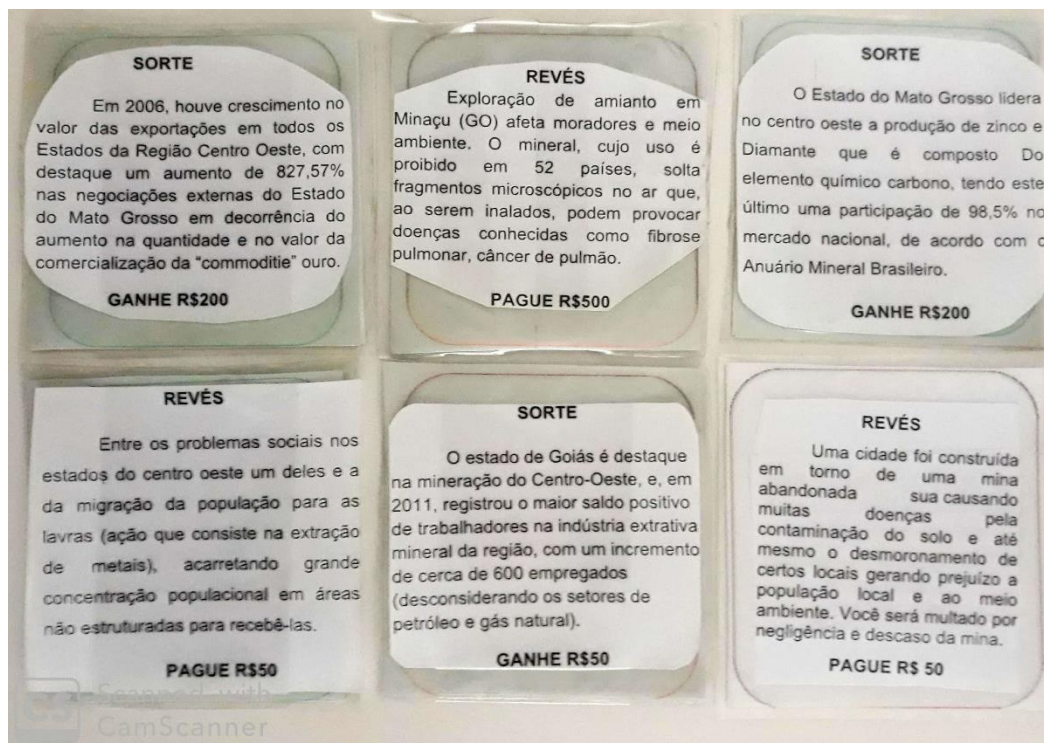 SORTE
Em 2006, houve crescimento no
valor das exportações em todos os
Estados da Região Centro Oeste, com
destaque um aumento de 827,57%
nas negociações externas do Estado
do Mato Grosso em decorrência do
aumento na quantidade e no valor da
comercialização da “commoditie” ouro.
GANHE R$200
REVÉS
Exploração de amianto em
Minaçu (GO) afeta moradores e meio
ambiente. O mineral, cujo uso é
proibido em 52 países, solta
fragmentos microscópicos no ar que,
ao serem inalados, podem provocar
doenças conhecidas como fibrose
pulmonar, câncer de pulmão.
PAGUE R$500
SORTE
O Estado do Mato Grosso lidera
no centro oeste a produção de zinco e
Diamante que é composto Do
elemento químico carbono, tendo este
último uma participação de 98,5% no
mercado nacional, de acordo com o
Anuário Mineral Brasileiro.
GANHE R$200
REVÉS
Entre os problemas sociais nos
estados do centro oeste um deles e a
da migração da população para as
lavras (ação que consiste na extração
de metais), acarretando grande
concentração populacional em áreas
não estruturadas para recebê-las.
PAGUE R$50
SORTE
O estado de Goiás é destaque
na mineração do Centro-Oeste, e, em
2011, registrou o maior saldo positivo
de trabalhadores na indústria extrativa
mineral da região, com um incremento
de cerca de 600 empregados
(desconsiderando os setores de
petróleo e gás natural).
GANHE R$50
REVÉS
Uma cidade foi construída
em torno de uma mina
abandonada sua causando
muitas doenças pela
contaminação do solo e até
mesmo o desmoronamento de
certos locais gerando prejuízo a
população local e ao meio
ambiente. Você será multado por
negligência e descaso da mina.
PAGUE R$ 50
CS
Scanned with
CamScanner